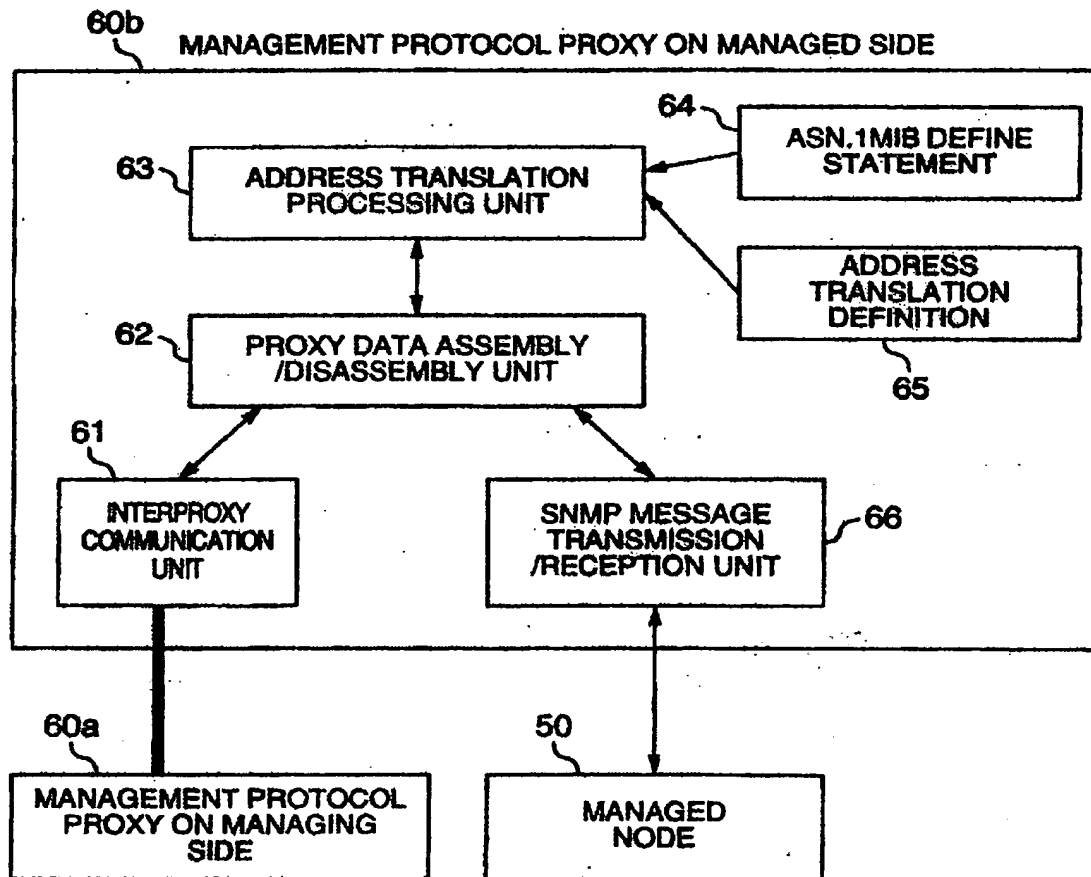 60b
MANAGEMENT PROTOCOL PROXY ON MANAGED SIDE
64
ASN.1MIB DEFINE
STATEMENT
63
ADDRESS TRANSLATION
PROCESSING UNIT
ADDRESS
TRANSLATION
DEFINITION
65
62
PROXY DATA ASSEMBLY
/DISASSEMBLY UNIT
61
INTERPROXY
COMMUNICATION
UNIT
SNMP MESSAGE
TRANSMISSION
/RECEPTION UNIT
66
60a
MANAGEMENT PROTOCOL
PROXY ON MANAGING
SIDE
50
MANAGED
NODE